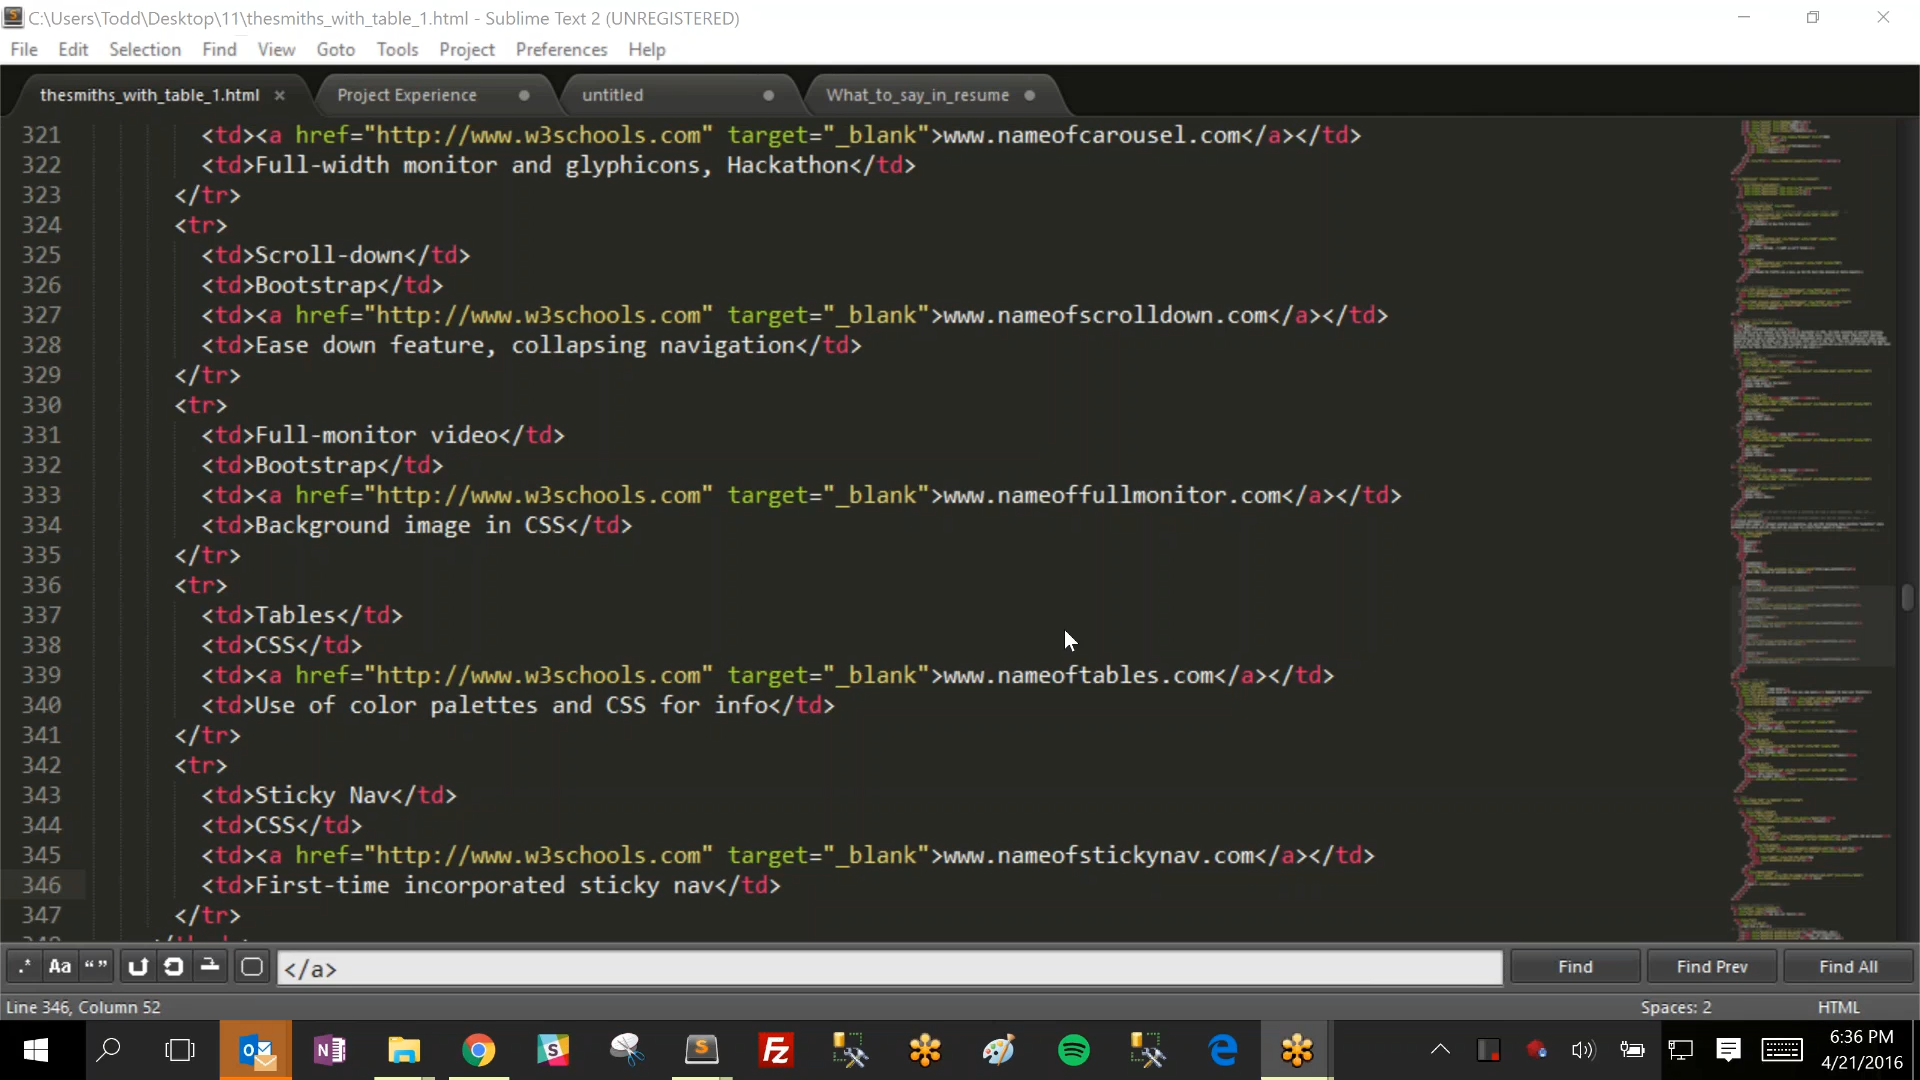 C:\Users\Todd\Desktop\11\thesmiths_with_table_1.html - Sublime Text 2 (UNREGISTERED)
File Edit Selection Find View Goto Tools Project Preferences Help
thesmiths_with_table_1.html × Project Experience untitled What_to_say_in_resume
321 <td><a href="http://www.w3schools.com" target="_blank">www.nameofcarousel.com</a></td>
322 <td>Full-width monitor and glyphicons, Hackathon</td>
323 </tr>
324 <tr>
325 <td>Scroll-down</td>
326 <td>Bootstrap</td>
327 <td><a href="http://www.w3schools.com" target="_blank">www.nameofscrolldown.com</a></td>
328 <td>Ease down feature, collapsing navigation</td>
329 </tr>
330 <tr>
331 <td>Full-monitor video</td>
332 <td>Bootstrap</td>
333 <td><a href="http://www.w3schools.com" target="_blank">www.nameoffullmonitor.com</a></td>
334 <td>Background image in CSS</td>
335 </tr>
336 <tr>
337 <td>Tables</td>
338 <td>CSS</td>
339 <td><a href="http://www.w3schools.com" target="_blank">www.nameoftables.com</a></td>
340 <td>Use of color palettes and CSS for info</td>
341 </tr>
342 <tr>
343 <td>Sticky Nav</td>
344 <td>CSS</td>
345 <td><a href="http://www.w3schools.com" target="_blank">www.nameofstickynav.com</a></td>
346 <td>First-time incorporated sticky nav</td>
347 </tr>
.* Aa “ ” </a> Find Find Prev Find All
Line 346, Column 52 Spaces: 2 HTML
6:36 PM
4/21/2016